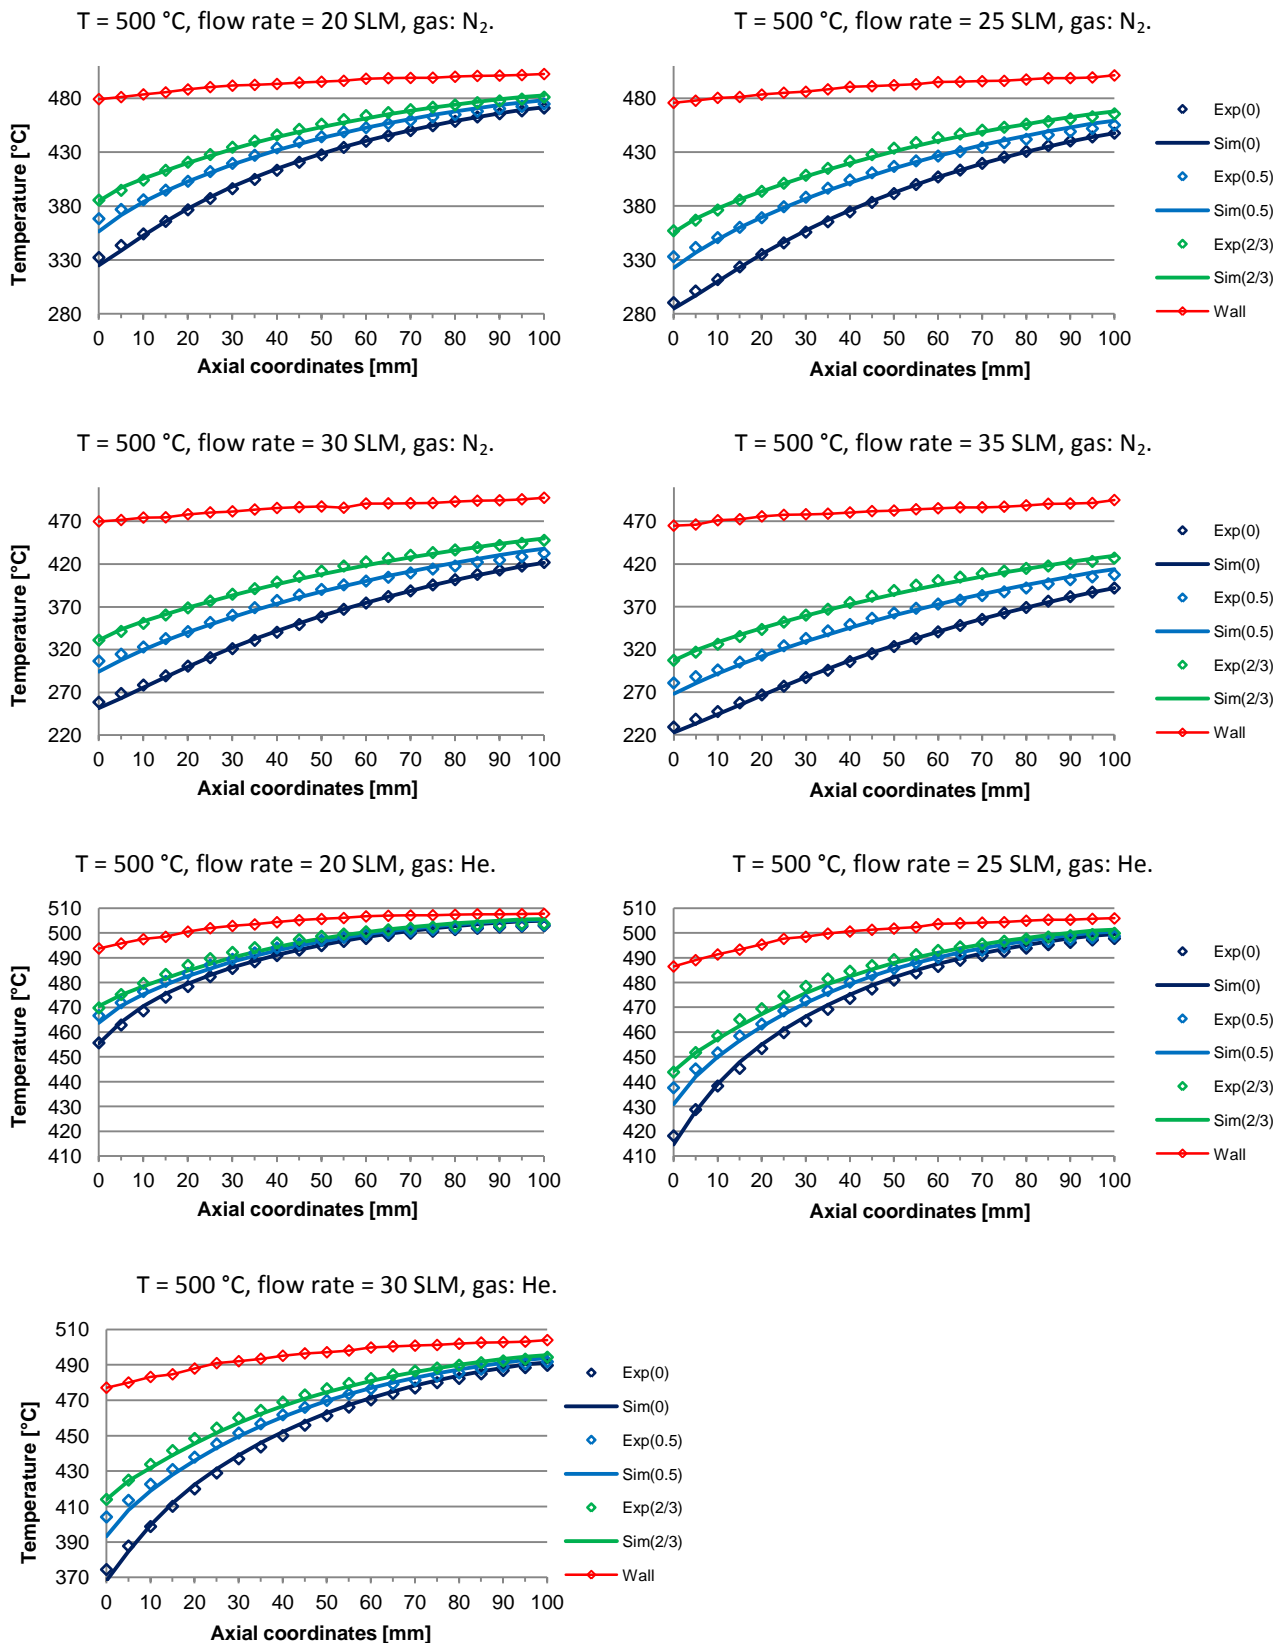 T = 500 °C, flow rate = 20 SLM, gas: N₂.
Temperature [°C]
480
430
380
330
280
0 10 20 30 40 50 60 70 80 90 100
Axial coordinates [mm]
T = 500 °C, flow rate = 25 SLM, gas: N₂.
480
430
380
330
280
0 10 20 30 40 50 60 70 80 90 100
Axial coordinates [mm]
Exp(0)
Sim(0)
Exp(0.5)
Sim(0.5)
Exp(2/3)
Sim(2/3)
Wall
T = 500 °C, flow rate = 30 SLM, gas: N₂.
Temperature [°C]
470
420
370
320
270
220
0 10 20 30 40 50 60 70 80 90 100
Axial coordinates [mm]
T = 500 °C, flow rate = 35 SLM, gas: N₂.
470
420
370
320
270
220
0 10 20 30 40 50 60 70 80 90 100
Axial coordinates [mm]
Exp(0)
Sim(0)
Exp(0.5)
Sim(0.5)
Exp(2/3)
Sim(2/3)
Wall
T = 500 °C, flow rate = 20 SLM, gas: He.
Temperature [°C]
510
500
490
480
470
460
450
440
430
420
410
0 10 20 30 40 50 60 70 80 90 100
Axial coordinates [mm]
T = 500 °C, flow rate = 25 SLM, gas: He.
510
500
490
480
470
460
450
440
430
420
410
0 10 20 30 40 50 60 70 80 90 100
Axial coordinates [mm]
Exp(0)
Sim(0)
Exp(0.5)
Sim(0.5)
Exp(2/3)
Sim(2/3)
Wall
T = 500 °C, flow rate = 30 SLM, gas: He.
Temperature [°C]
510
490
470
450
430
410
390
370
0 10 20 30 40 50 60 70 80 90 100
Axial coordinates [mm]
Exp(0)
Sim(0)
Exp(0.5)
Sim(0.5)
Exp(2/3)
Sim(2/3)
Wall